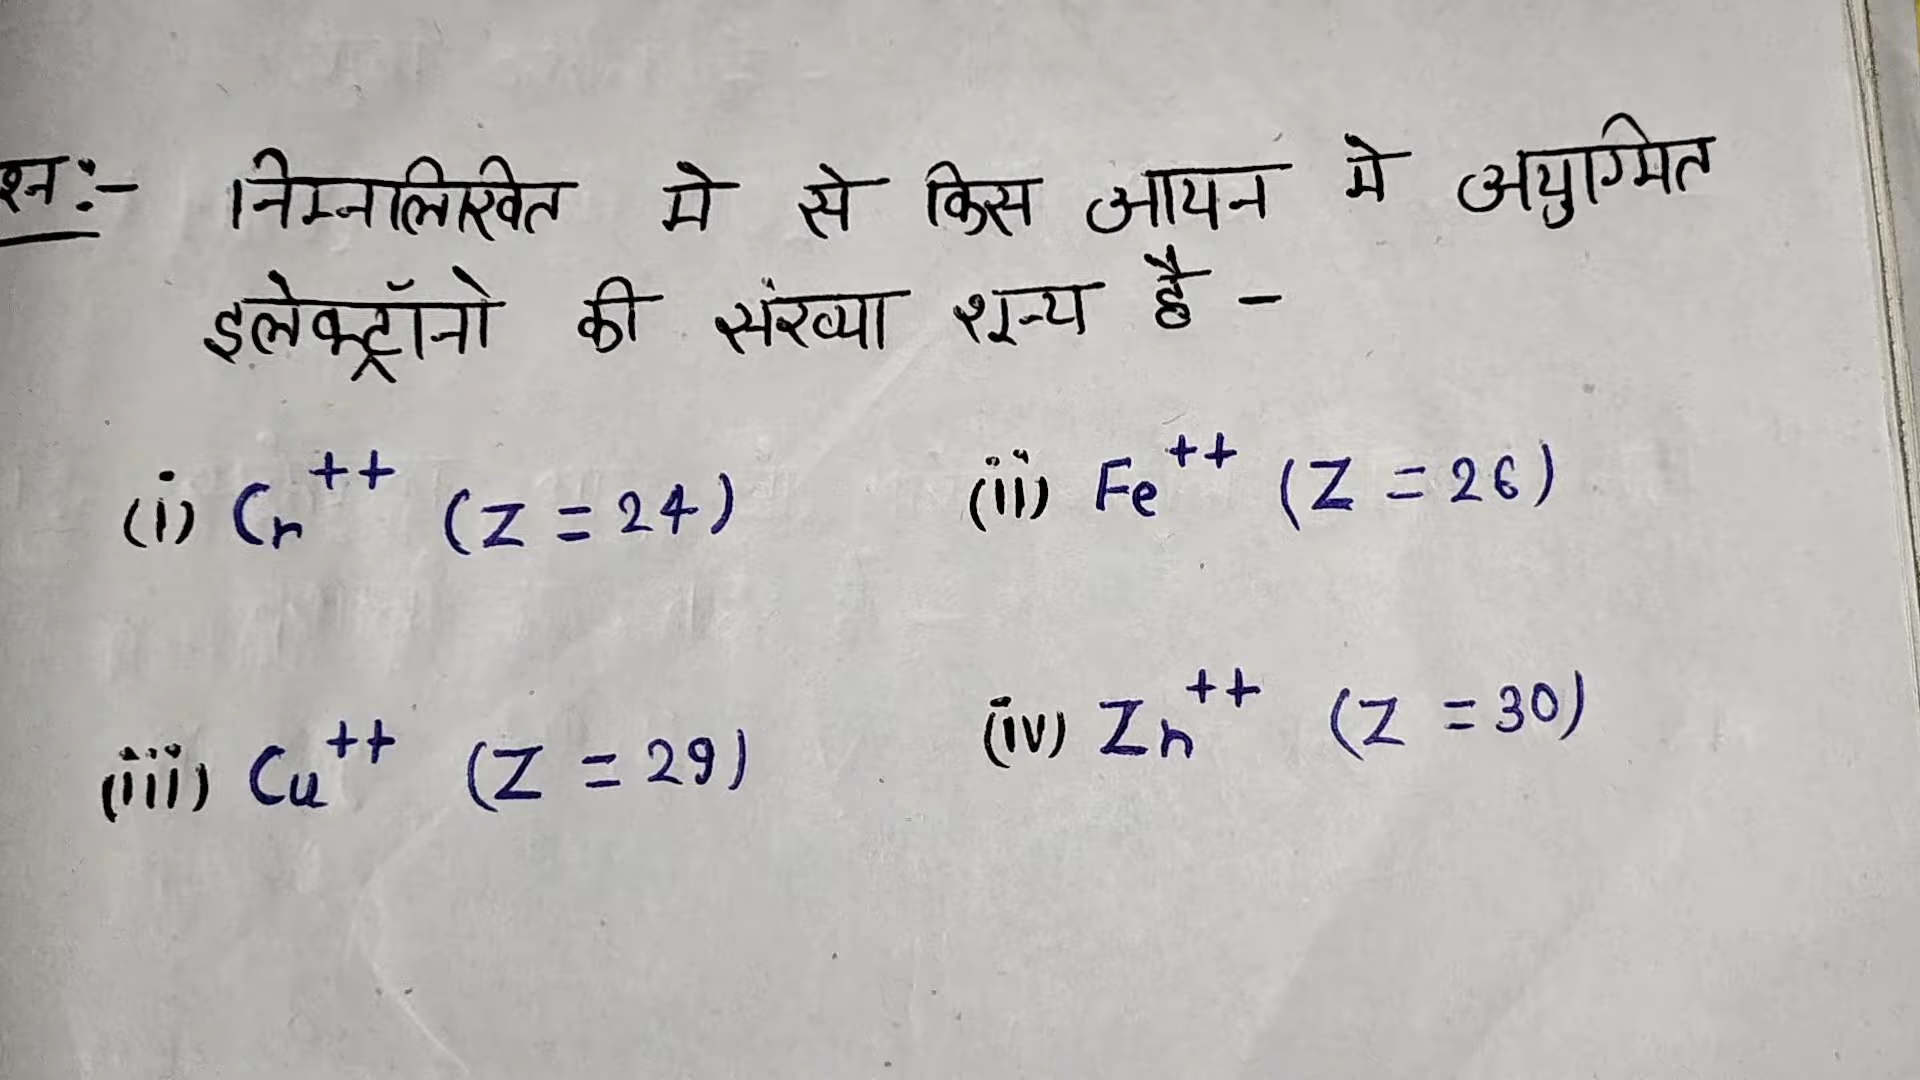 श्न:- निम्नलिखित मे से किस आयन मे अयुग्मित
इलेक्ट्रॉनो की संख्या शून्य है -
(i) Cr⁺⁺ (Z = 24) (ii) Fe⁺⁺ (Z = 26)
(iii) Cu⁺⁺ (Z = 29) (iv) Zn⁺⁺ (Z = 30)